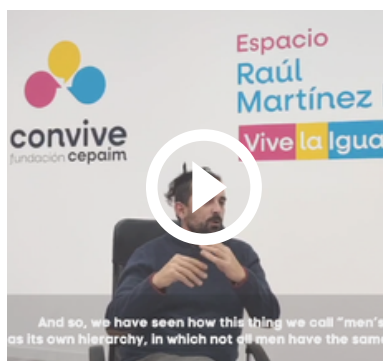 Espacio
Raúl
Martínez
convive
fundación cepaim
Vive la Igua
And so, we have seen how this thing we call "men's
as its own hierarchy, in which not all men have the same